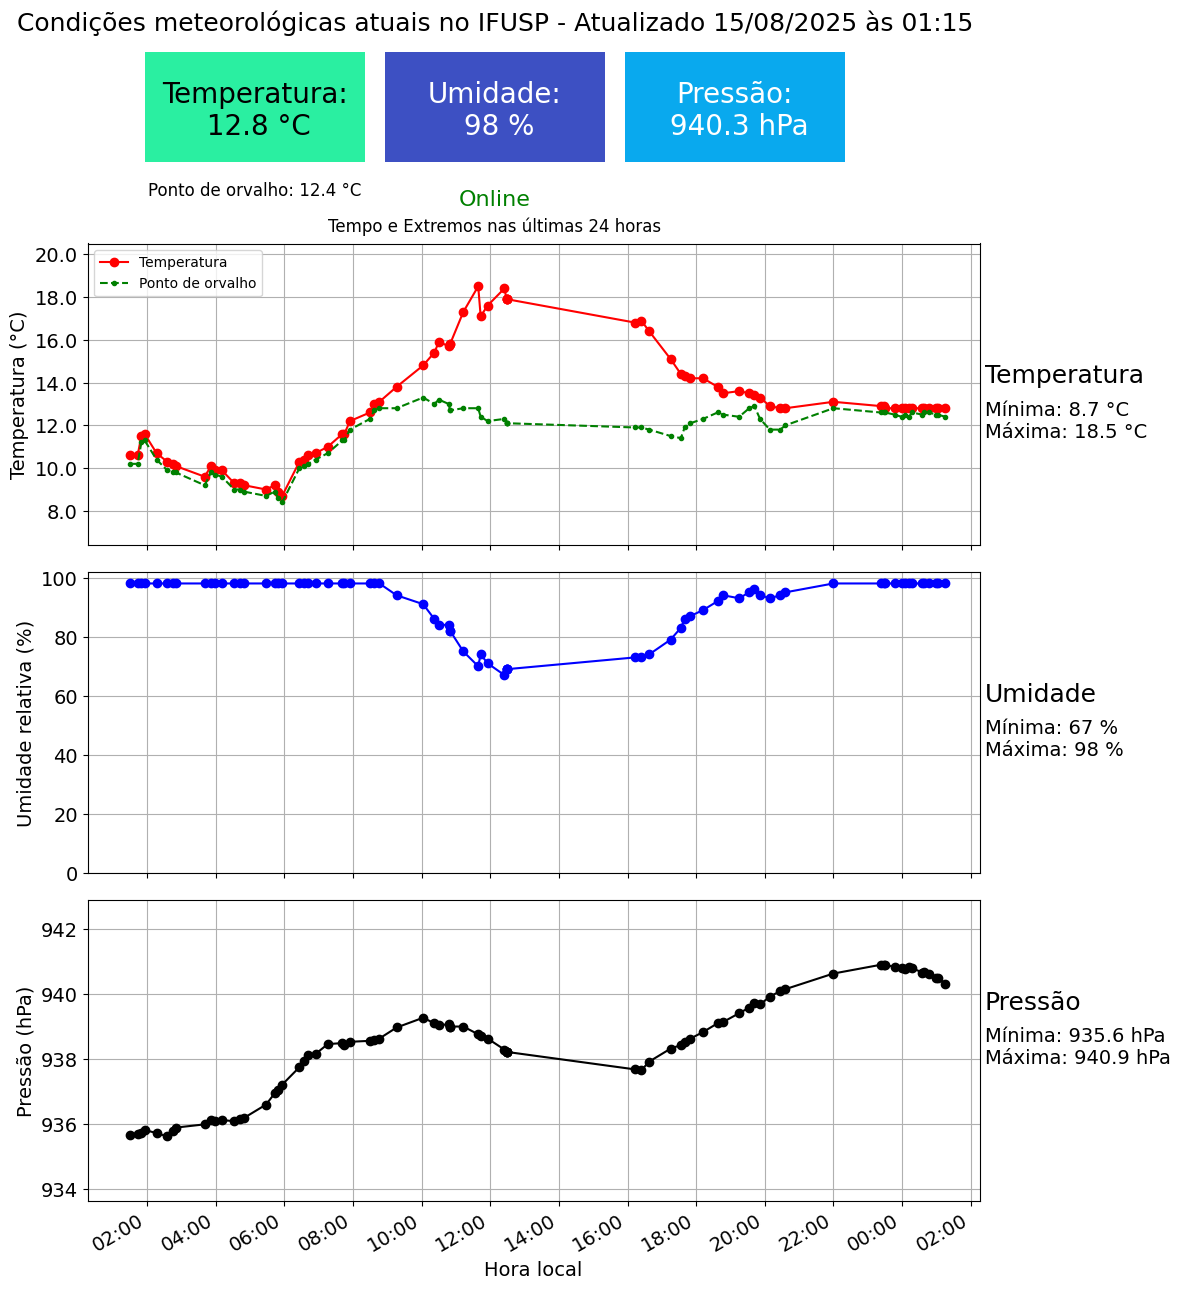 Condições meteorológicas atuais no IFUSP - Atualizado 15/08/2025 às 01:15
Temperatura:
12.8 °C
Umidade:
98 %
Pressão:
940.3 hPa
Ponto de orvalho: 12.4 °C
Online
Tempo e Extremos nas últimas 24 horas
Temperatura (°C)
20.0
18.0
16.0
14.0
12.0
10.0
8.0
Temperatura
Ponto de orvalho
Temperatura
Mínima: 8.7 °C
Máxima: 18.5 °C
Umidade relativa (%)
100
80
60
40
20
0
Umidade
Mínima: 67 %
Máxima: 98 %
Pressão (hPa)
942
940
938
936
934
Pressão
Mínima: 935.6 hPa
Máxima: 940.9 hPa
02:00 04:00 06:00 08:00 10:00 12:00 14:00 16:00 18:00 20:00 22:00 00:00 02:00
Hora local